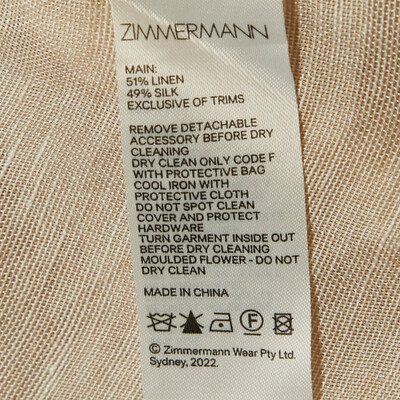 ZIMMERMANN
MAIN:
51% LINEN
49% SILK
EXCLUSIVE OF TRIMS
REMOVE DETACHABLE
ACCESSORY BEFORE DRY
CLEANING
DRY CLEAN ONLY CODE F
WITH PROTECTIVE BAG
COOL IRON WITH
PROTECTIVE CLOTH
DO NOT SPOT CLEAN
COVER AND PROTECT
HARDWARE
TURN GARMENT INSIDE OUT
BEFORE DRY CLEANING
MOULDED FLOWER - DO NOT
DRY CLEAN
MADE IN CHINA
F
© Zimmermann Wear Pty Ltd.
Sydney, 2022.